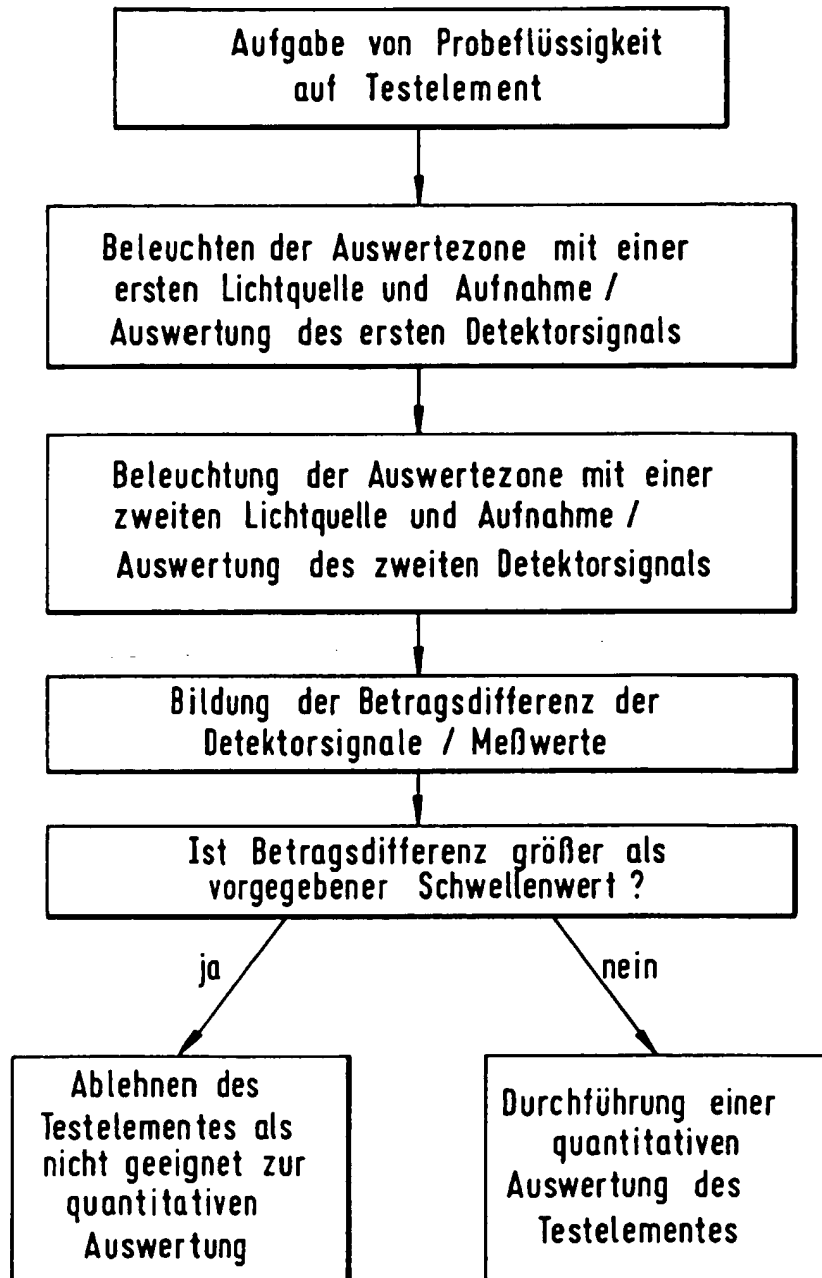 Aufgabe von Probeflüssigkeit
auf Testelement
Beleuchten der Auswertezone mit einer
ersten Lichtquelle und Aufnahme /
Auswertung des ersten Detektorsignals
Beleuchtung der Auswertezone mit einer
zweiten Lichtquelle und Aufnahme /
Auswertung des zweiten Detektorsignals
Bildung der Betragsdifferenz der
Detektorsignale / Meßwerte
Ist Betragsdifferenz größer als
vorgegebener Schwellenwert ?
ja
nein
Ablehnen des
Testelementes als
nicht geeignet zur
quantitativen
Auswertung
Durchführung einer
quantitativen
Auswertung des
Testelementes